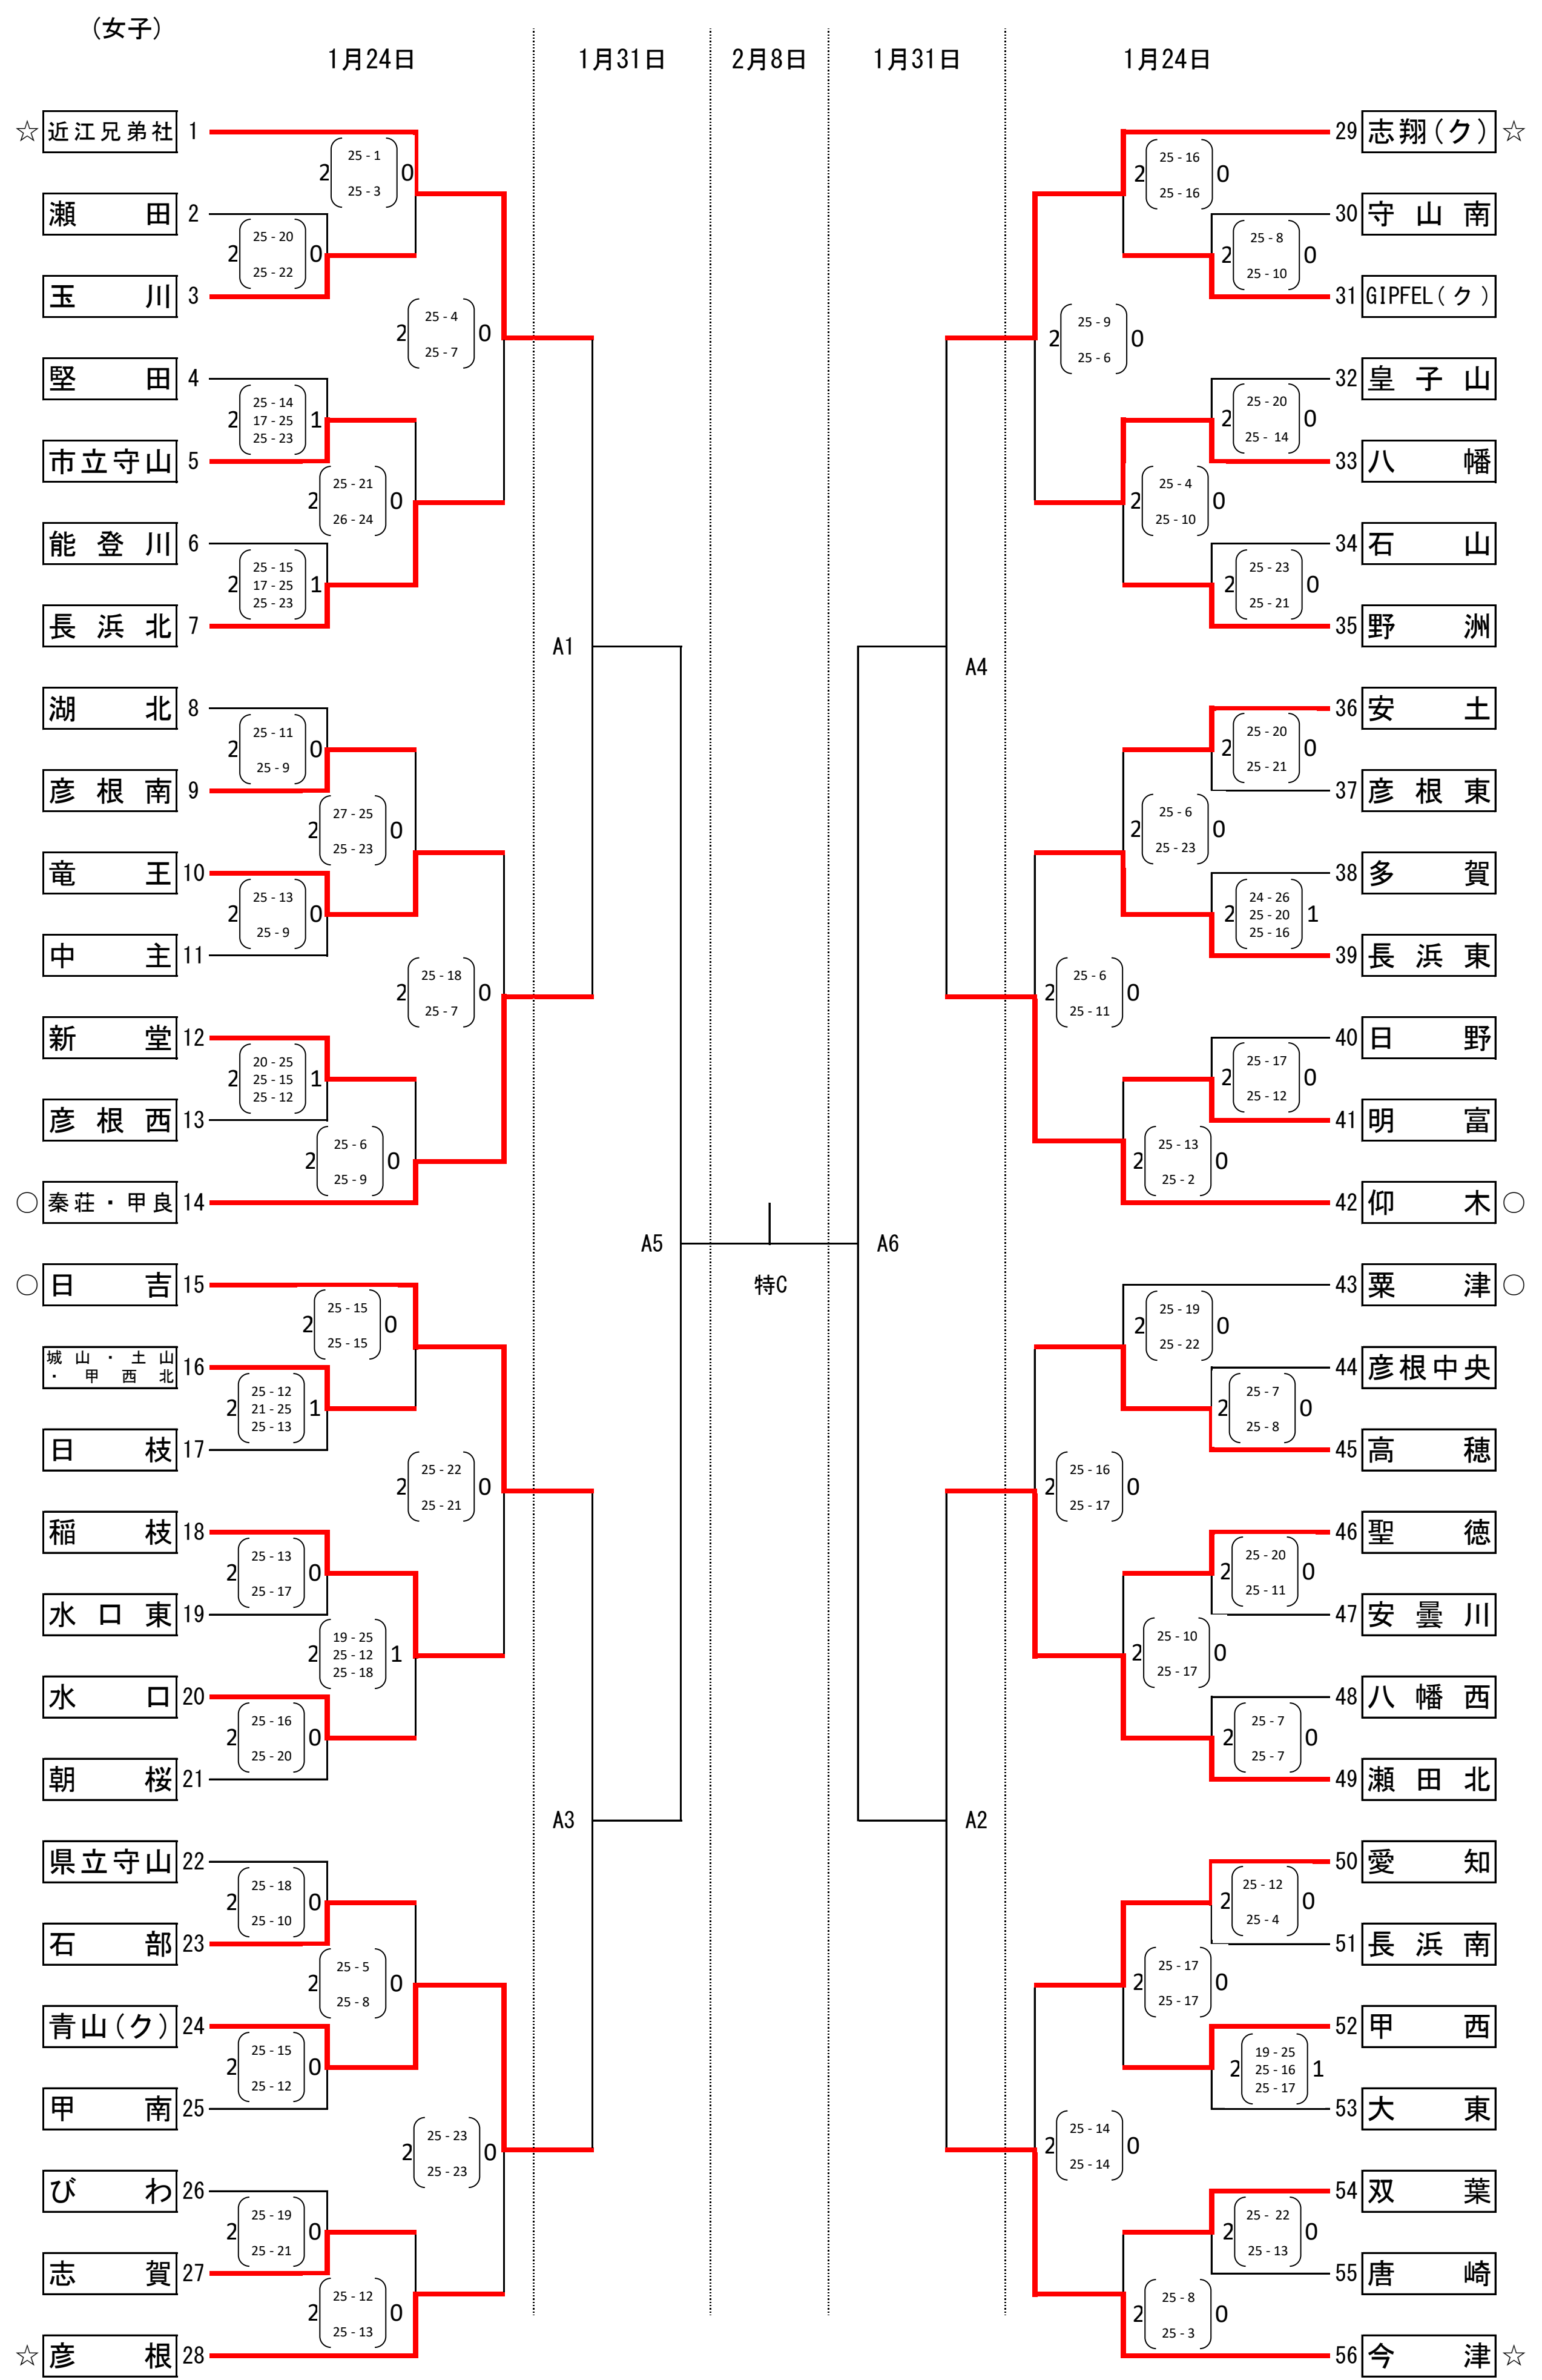 (女子)
1月24日 1月31日 2月8日 1月31日 1月24日
☆ 近江兄弟社 1
2 25 - 1 0
25 - 3
瀬田 2
2 25 - 20 0
25 - 22
玉川 3
2 25 - 4 0
25 - 7
堅田 4
2 25 - 14 1
17 - 25
25 - 23
市立守山 5
2 25 - 21 0
26 - 24
能登川 6
2 25 - 15 1
17 - 25
25 - 23
長浜北 7
A1
湖北 8
2 25 - 11 0
25 - 9
彦根南 9
2 27 - 25 0
25 - 23
竜王 10
2 25 - 13 0
25 - 9
中主 11
2 25 - 18 0
25 - 7
新堂 12
2 20 - 25 1
25 - 15
25 - 12
彦根西 13
2 25 - 6 0
25 - 9
○ 秦荘・甲良 14
A5
○ 日吉 15
2 25 - 15 0
25 - 15
城山・土山
・甲西北 16
2 25 - 12 1
21 - 25
25 - 13
日枝 17
2 25 - 22 0
25 - 21
稲枝 18
2 25 - 13 0
25 - 17
水口東 19
2 19 - 25 1
25 - 12
25 - 18
水口 20
2 25 - 16 0
25 - 20
朝桜 21
A3
県立守山 22
2 25 - 18 0
25 - 10
石部 23
2 25 - 5 0
25 - 8
青山(ク) 24
2 25 - 15 0
25 - 12
甲南 25
2 25 - 23 0
25 - 23
びわ 26
2 25 - 19 0
25 - 21
志賀 27
2 25 - 12 0
25 - 13
☆ 彦根 28
特C
29 志翔(ク) ☆
2 25 - 16 0
25 - 16
30 守山南
2 25 - 8 0
25 - 10
31 GIPFEL(ク)
2 25 - 9 0
25 - 6
32 皇子山
2 25 - 20 0
25 - 14
33 八幡
2 25 - 4 0
25 - 10
34 石山
2 25 - 23 0
25 - 21
35 野洲
A4
36 安土
2 25 - 20 0
25 - 21
37 彦根東
2 25 - 6 0
25 - 23
38 多賀
2 24 - 26 1
25 - 20
25 - 16
39 長浜東
2 25 - 6 0
25 - 11
40 日野
2 25 - 17 0
25 - 12
41 明富
2 25 - 13 0
25 - 2
42 仰木 ○
A6
43 粟津 ○
2 25 - 19 0
25 - 22
44 彦根中央
2 25 - 7 0
25 - 8
45 高穂
2 25 - 16 0
25 - 17
46 聖徳
2 25 - 20 0
25 - 11
47 安曇川
2 25 - 10 0
25 - 17
48 八幡西
2 25 - 7 0
25 - 7
49 瀬田北
A2
50 愛知
2 25 - 12 0
25 - 4
51 長浜南
2 25 - 17 0
25 - 17
52 甲西
2 19 - 25 1
25 - 16
25 - 17
53 大東
2 25 - 14 0
25 - 14
54 双葉
2 25 - 22 0
25 - 13
55 唐崎
2 25 - 8 0
25 - 3
56 今津 ☆